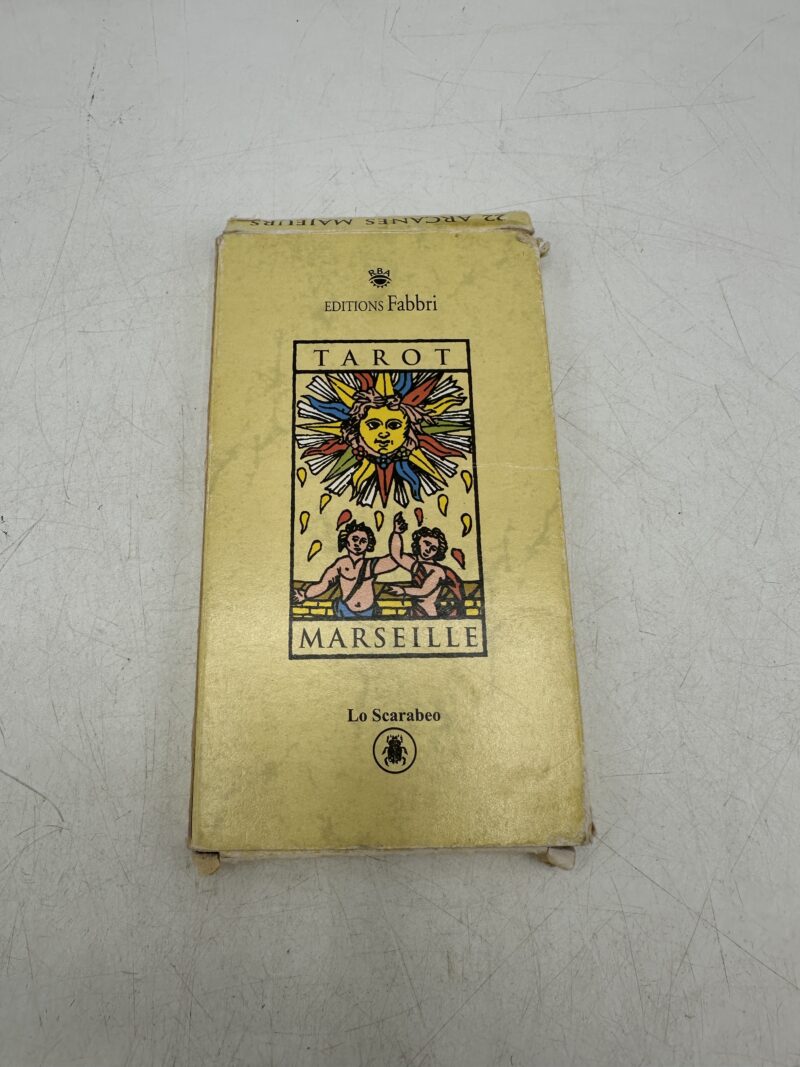 22 ARCANES MAJEURS
RBA
EDITIONS Fabbri
TAROT
MARSEILLE
Lo Scarabeo